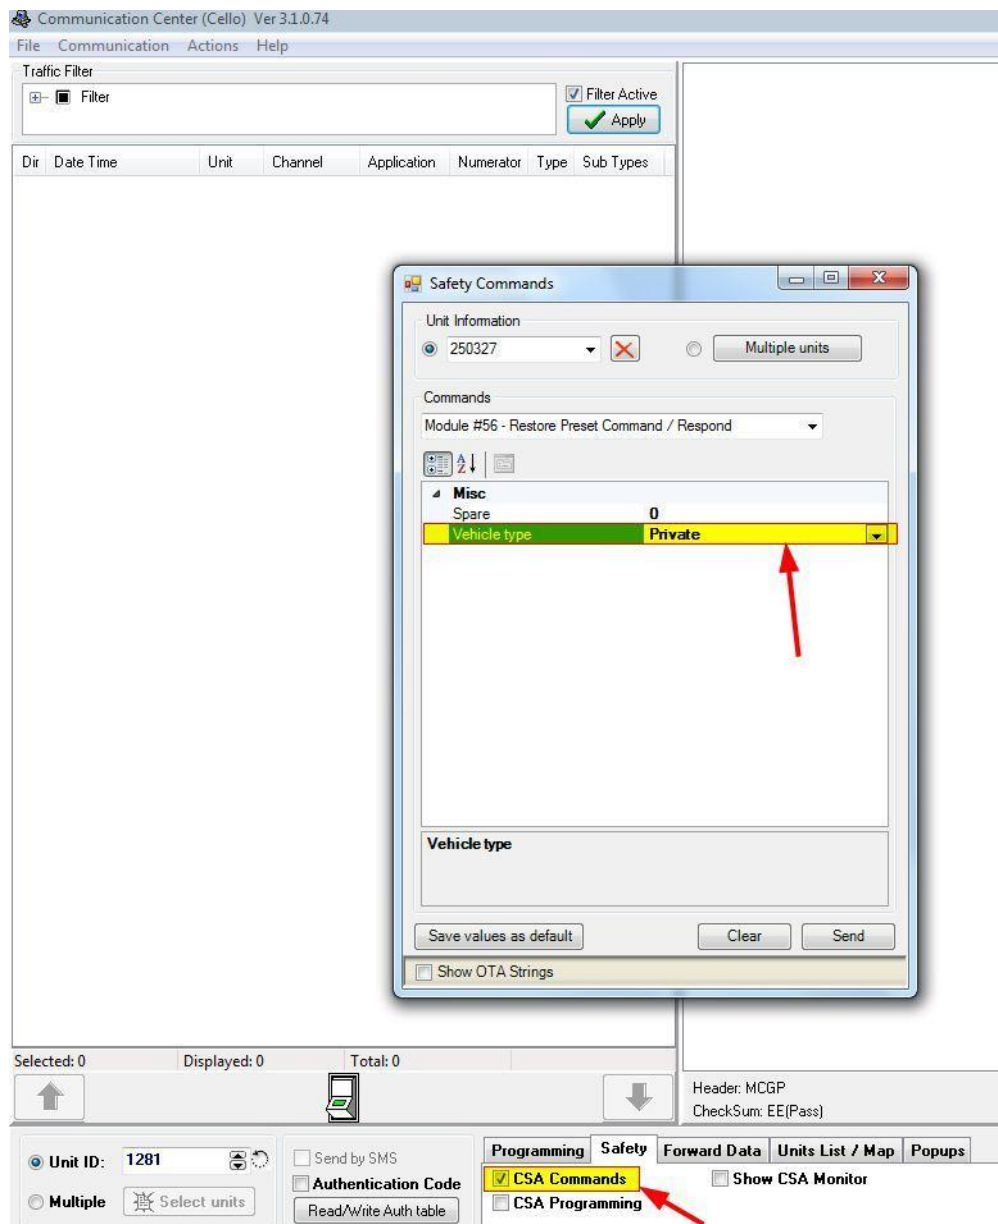 Communication Center (Cello) Ver 3.1.0.74
File Communication Actions Help
Traffic Filter
Filter
Filter Active
Apply
Dir Date Time Unit Channel Application Numerator Type Sub Types
Safety Commands
Unit Information
250327
Multiple units
Commands
Module #56 - Restore Preset Command / Respond
Misc
Spare 0
Vehicle type Private
Vehicle type
Save values as default Clear Send
Show OTA Strings
Selected: 0 Displayed: 0 Total: 0
Header: MCGP
CheckSum: EE(Pass)
Unit ID: 1281
Multiple Select units
Send by SMS
Authentication Code
Read/Write Auth table
Programming Safety Forward Data Units List / Map Popups
CSA Commands Show CSA Monitor
CSA Programming